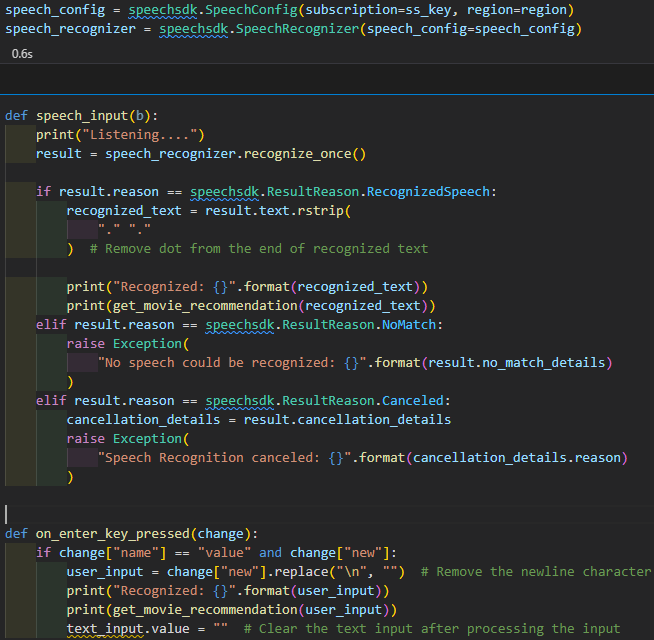 speech_config = speechsdk.SpeechConfig(subscription=ss_key, region=region)
speech_recognizer = speechsdk.SpeechRecognizer(speech_config=speech_config)
0.6s
def speech_input(b):
    print("Listening....")
    result = speech_recognizer.recognize_once()
    if result.reason == speechsdk.ResultReason.RecognizedSpeech:
        recognized_text = result.text.rstrip(
            "." "."
        )  # Remove dot from the end of recognized text
        print("Recognized: {}".format(recognized_text))
        print(get_movie_recommendation(recognized_text))
    elif result.reason == speechsdk.ResultReason.NoMatch:
        raise Exception(
            "No speech could be recognized: {}".format(result.no_match_details)
        )
    elif result.reason == speechsdk.ResultReason.Canceled:
        cancellation_details = result.cancellation_details
        raise Exception(
            "Speech Recognition canceled: {}".format(cancellation_details.reason)
        )
def on_enter_key_pressed(change):
    if change["name"] == "value" and change["new"]:
        user_input = change["new"].replace("\n", "")  # Remove the newline character
        print("Recognized: {}".format(user_input))
        print(get_movie_recommendation(user_input))
        text_input.value = ""  # Clear the text input after processing the input